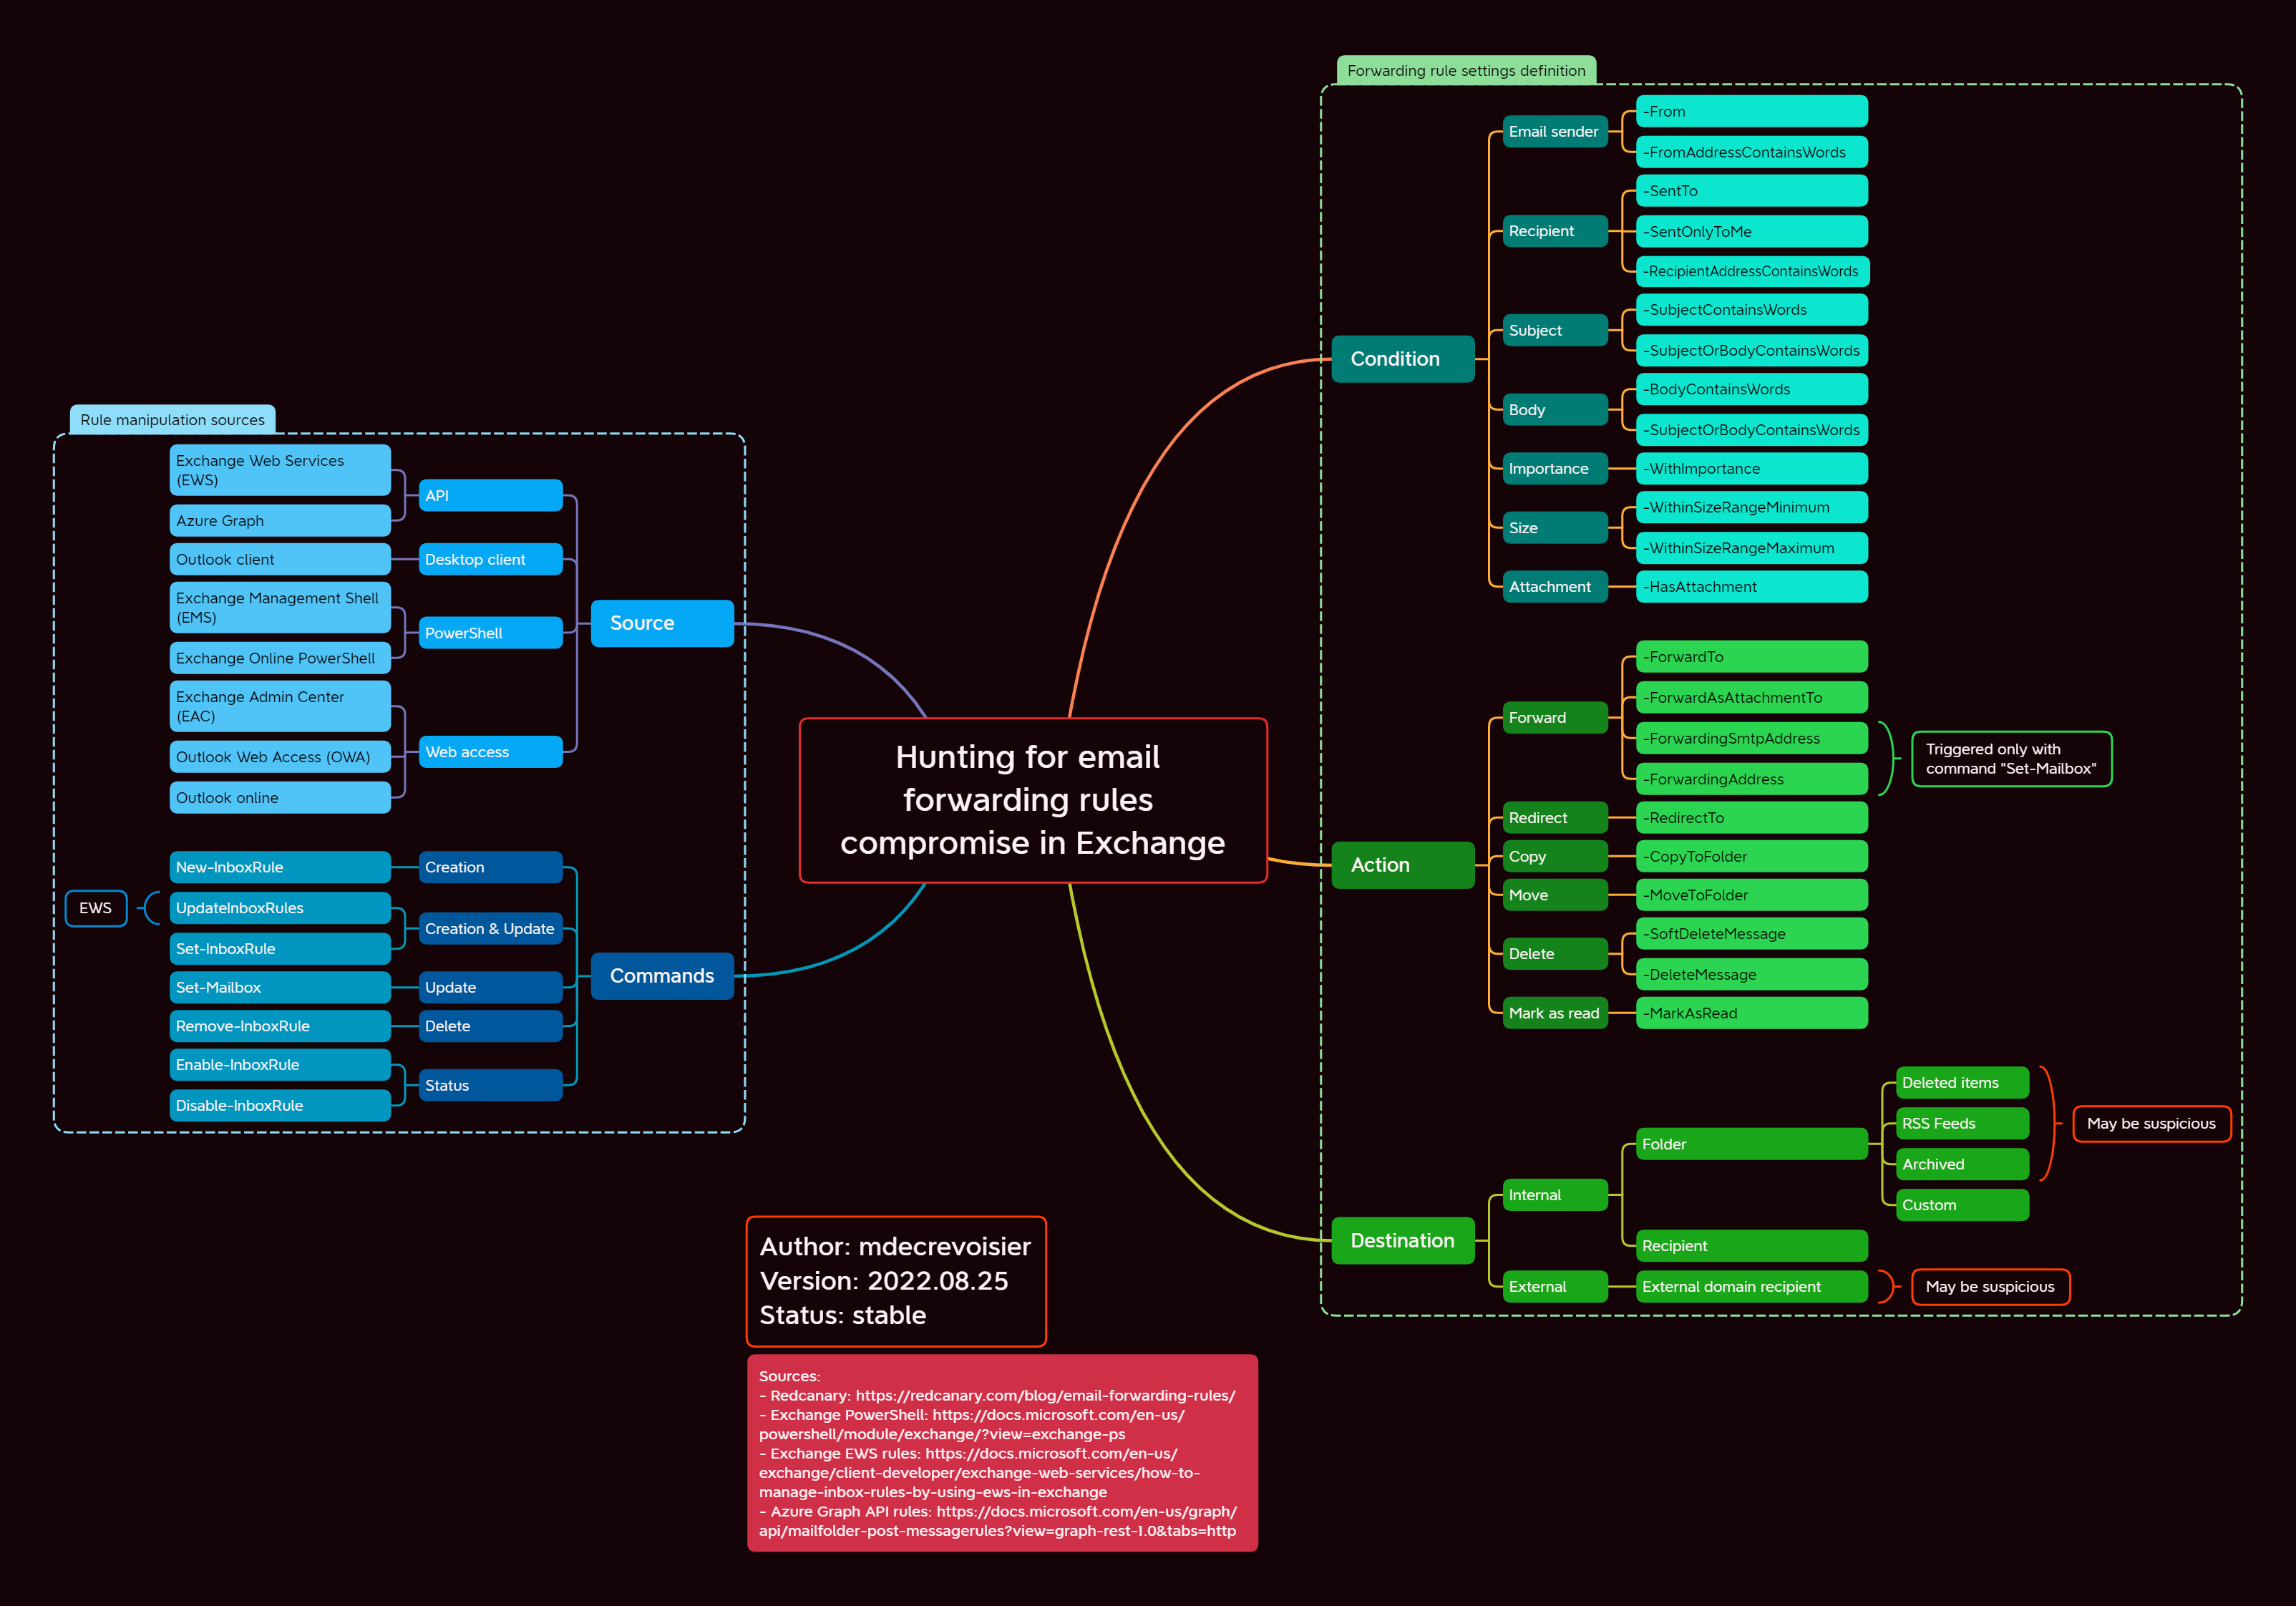 Forwarding rule settings definition
Condition
Email sender
-From
-FromAddressContainsWords
Recipient
-SentTo
-SentOnlyToMe
-RecipientAddressContainsWords
Subject
-SubjectContainsWords
-SubjectOrBodyContainsWords
Body
-BodyContainsWords
-SubjectOrBodyContainsWords
Importance
-WithImportance
Size
-WithinSizeRangeMinimum
-WithinSizeRangeMaximum
Attachment
-HasAttachment
Action
Forward
-ForwardTo
-ForwardAsAttachmentTo
-ForwardingSmtpAddress
-ForwardingAddress
Triggered only with
command "Set-Mailbox"
Redirect
-RedirectTo
Copy
-CopyToFolder
Move
-MoveToFolder
Delete
-SoftDeleteMessage
-DeleteMessage
Mark as read
-MarkAsRead
Destination
Internal
Folder
Deleted items
RSS Feeds
Archived
Custom
May be suspicious
Recipient
External
External domain recipient
May be suspicious
Rule manipulation sources
Source
API
Exchange Web Services
(EWS)
Azure Graph
Desktop client
Outlook client
PowerShell
Exchange Management Shell
(EMS)
Exchange Online PowerShell
Web access
Exchange Admin Center
(EAC)
Outlook Web Access (OWA)
Outlook online
Commands
Creation
New-InboxRule
Creation & Update
UpdateInboxRules
EWS
Set-InboxRule
Update
Set-Mailbox
Delete
Remove-InboxRule
Status
Enable-InboxRule
Disable-InboxRule
Hunting for email
forwarding rules
compromise in Exchange
Author: mdecrevoisier
Version: 2022.08.25
Status: stable
Sources:
- Redcanary: https://redcanary.com/blog/email-forwarding-rules/
- Exchange PowerShell: https://docs.microsoft.com/en-us/
powershell/module/exchange/?view=exchange-ps
- Exchange EWS rules: https://docs.microsoft.com/en-us/
exchange/client-developer/exchange-web-services/how-to-
manage-inbox-rules-by-using-ews-in-exchange
- Azure Graph API rules: https://docs.microsoft.com/en-us/graph/
api/mailfolder-post-messagerules?view=graph-rest-1.0&tabs=http